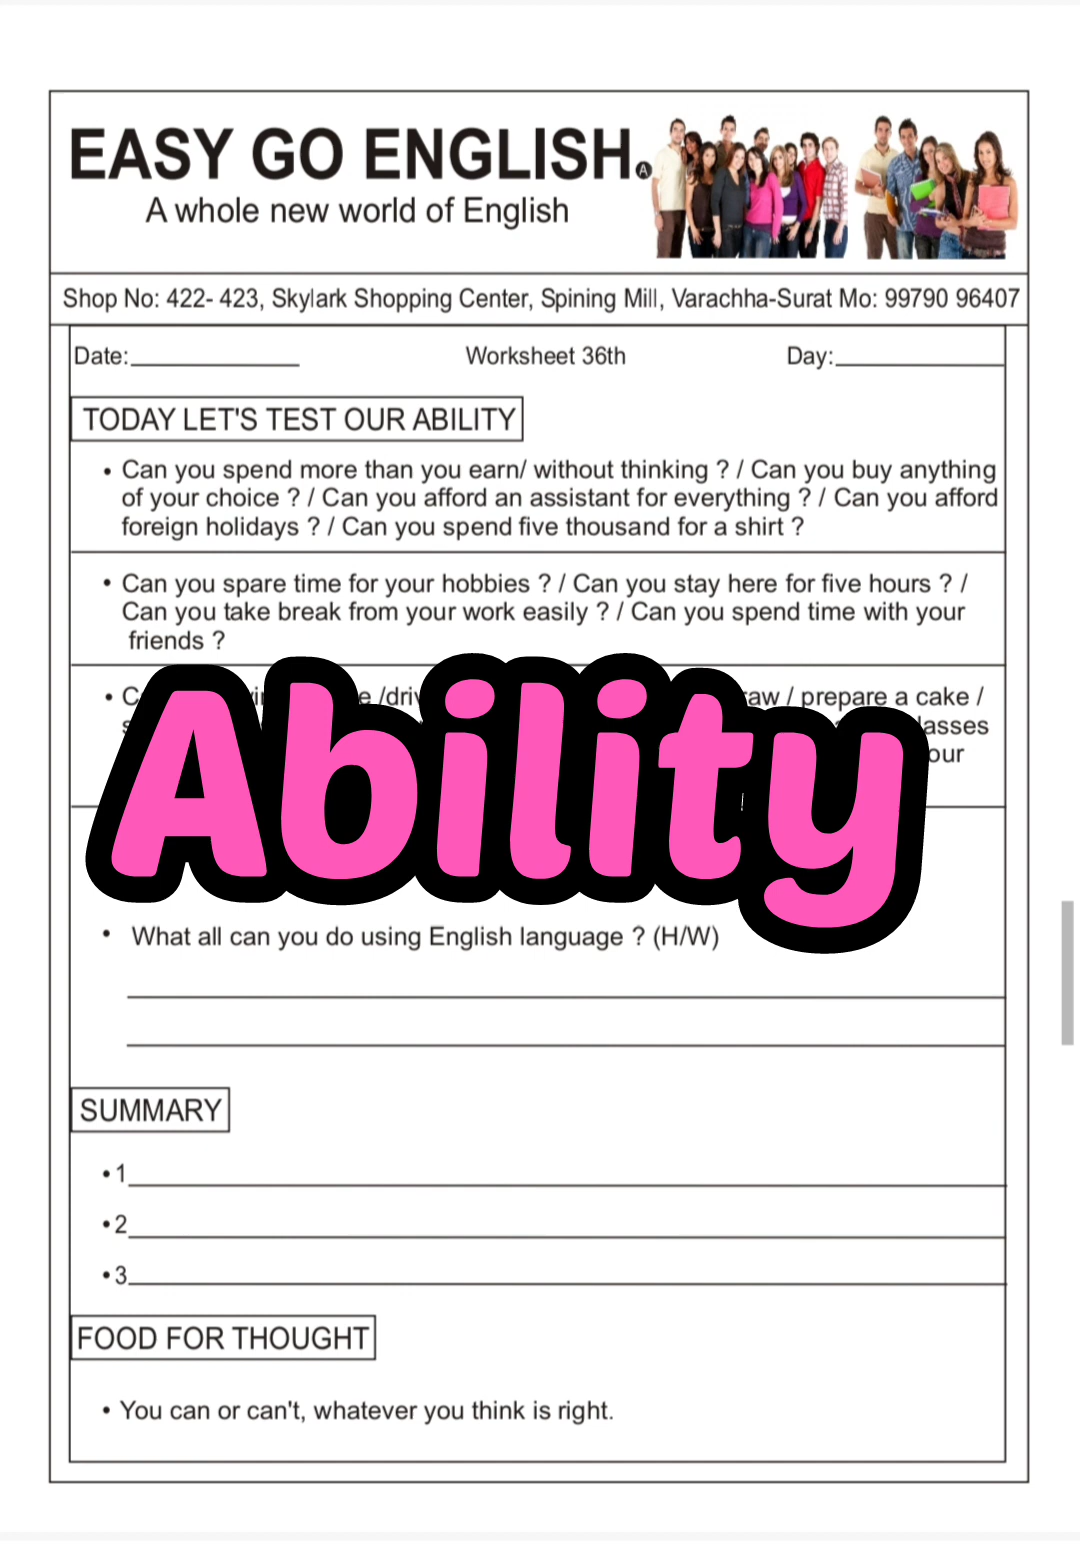 EASY GO ENGLISH.
A whole new world of English
Shop No: 422- 423, Skylark Shopping Center, Spining Mill, Varachha-Surat Mo: 99790 96407
Date: Worksheet 36th Day:
TODAY LET'S TEST OUR ABILITY
• Can you spend more than you earn/ without thinking ? / Can you buy anything
of your choice ? / Can you afford an assistant for everything ? / Can you afford
foreign holidays ? / Can you spend five thousand for a shirt ?
• Can you spare time for your hobbies ? / Can you stay here for five hours ? /
Can you take break from your work easily ? / Can you spend time with your
friends ?
• / prepare a cake /
Ability
• What all can you do using English language ? (H/W)
SUMMARY
• 1
• 2
• 3
FOOD FOR THOUGHT
• You can or can't, whatever you think is right.